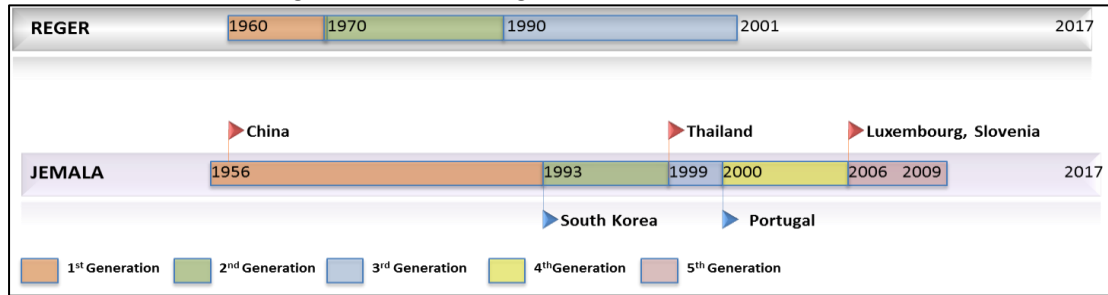 REGER 1960 1970 1990 2001 2017
China Thailand Luxembourg, Slovenia
JEMALA 1956 1993 1999 2000 2006 2009 2017
South Korea Portugal
1st Generation 2nd Generation 3rd Generation 4thGeneration 5th Generation